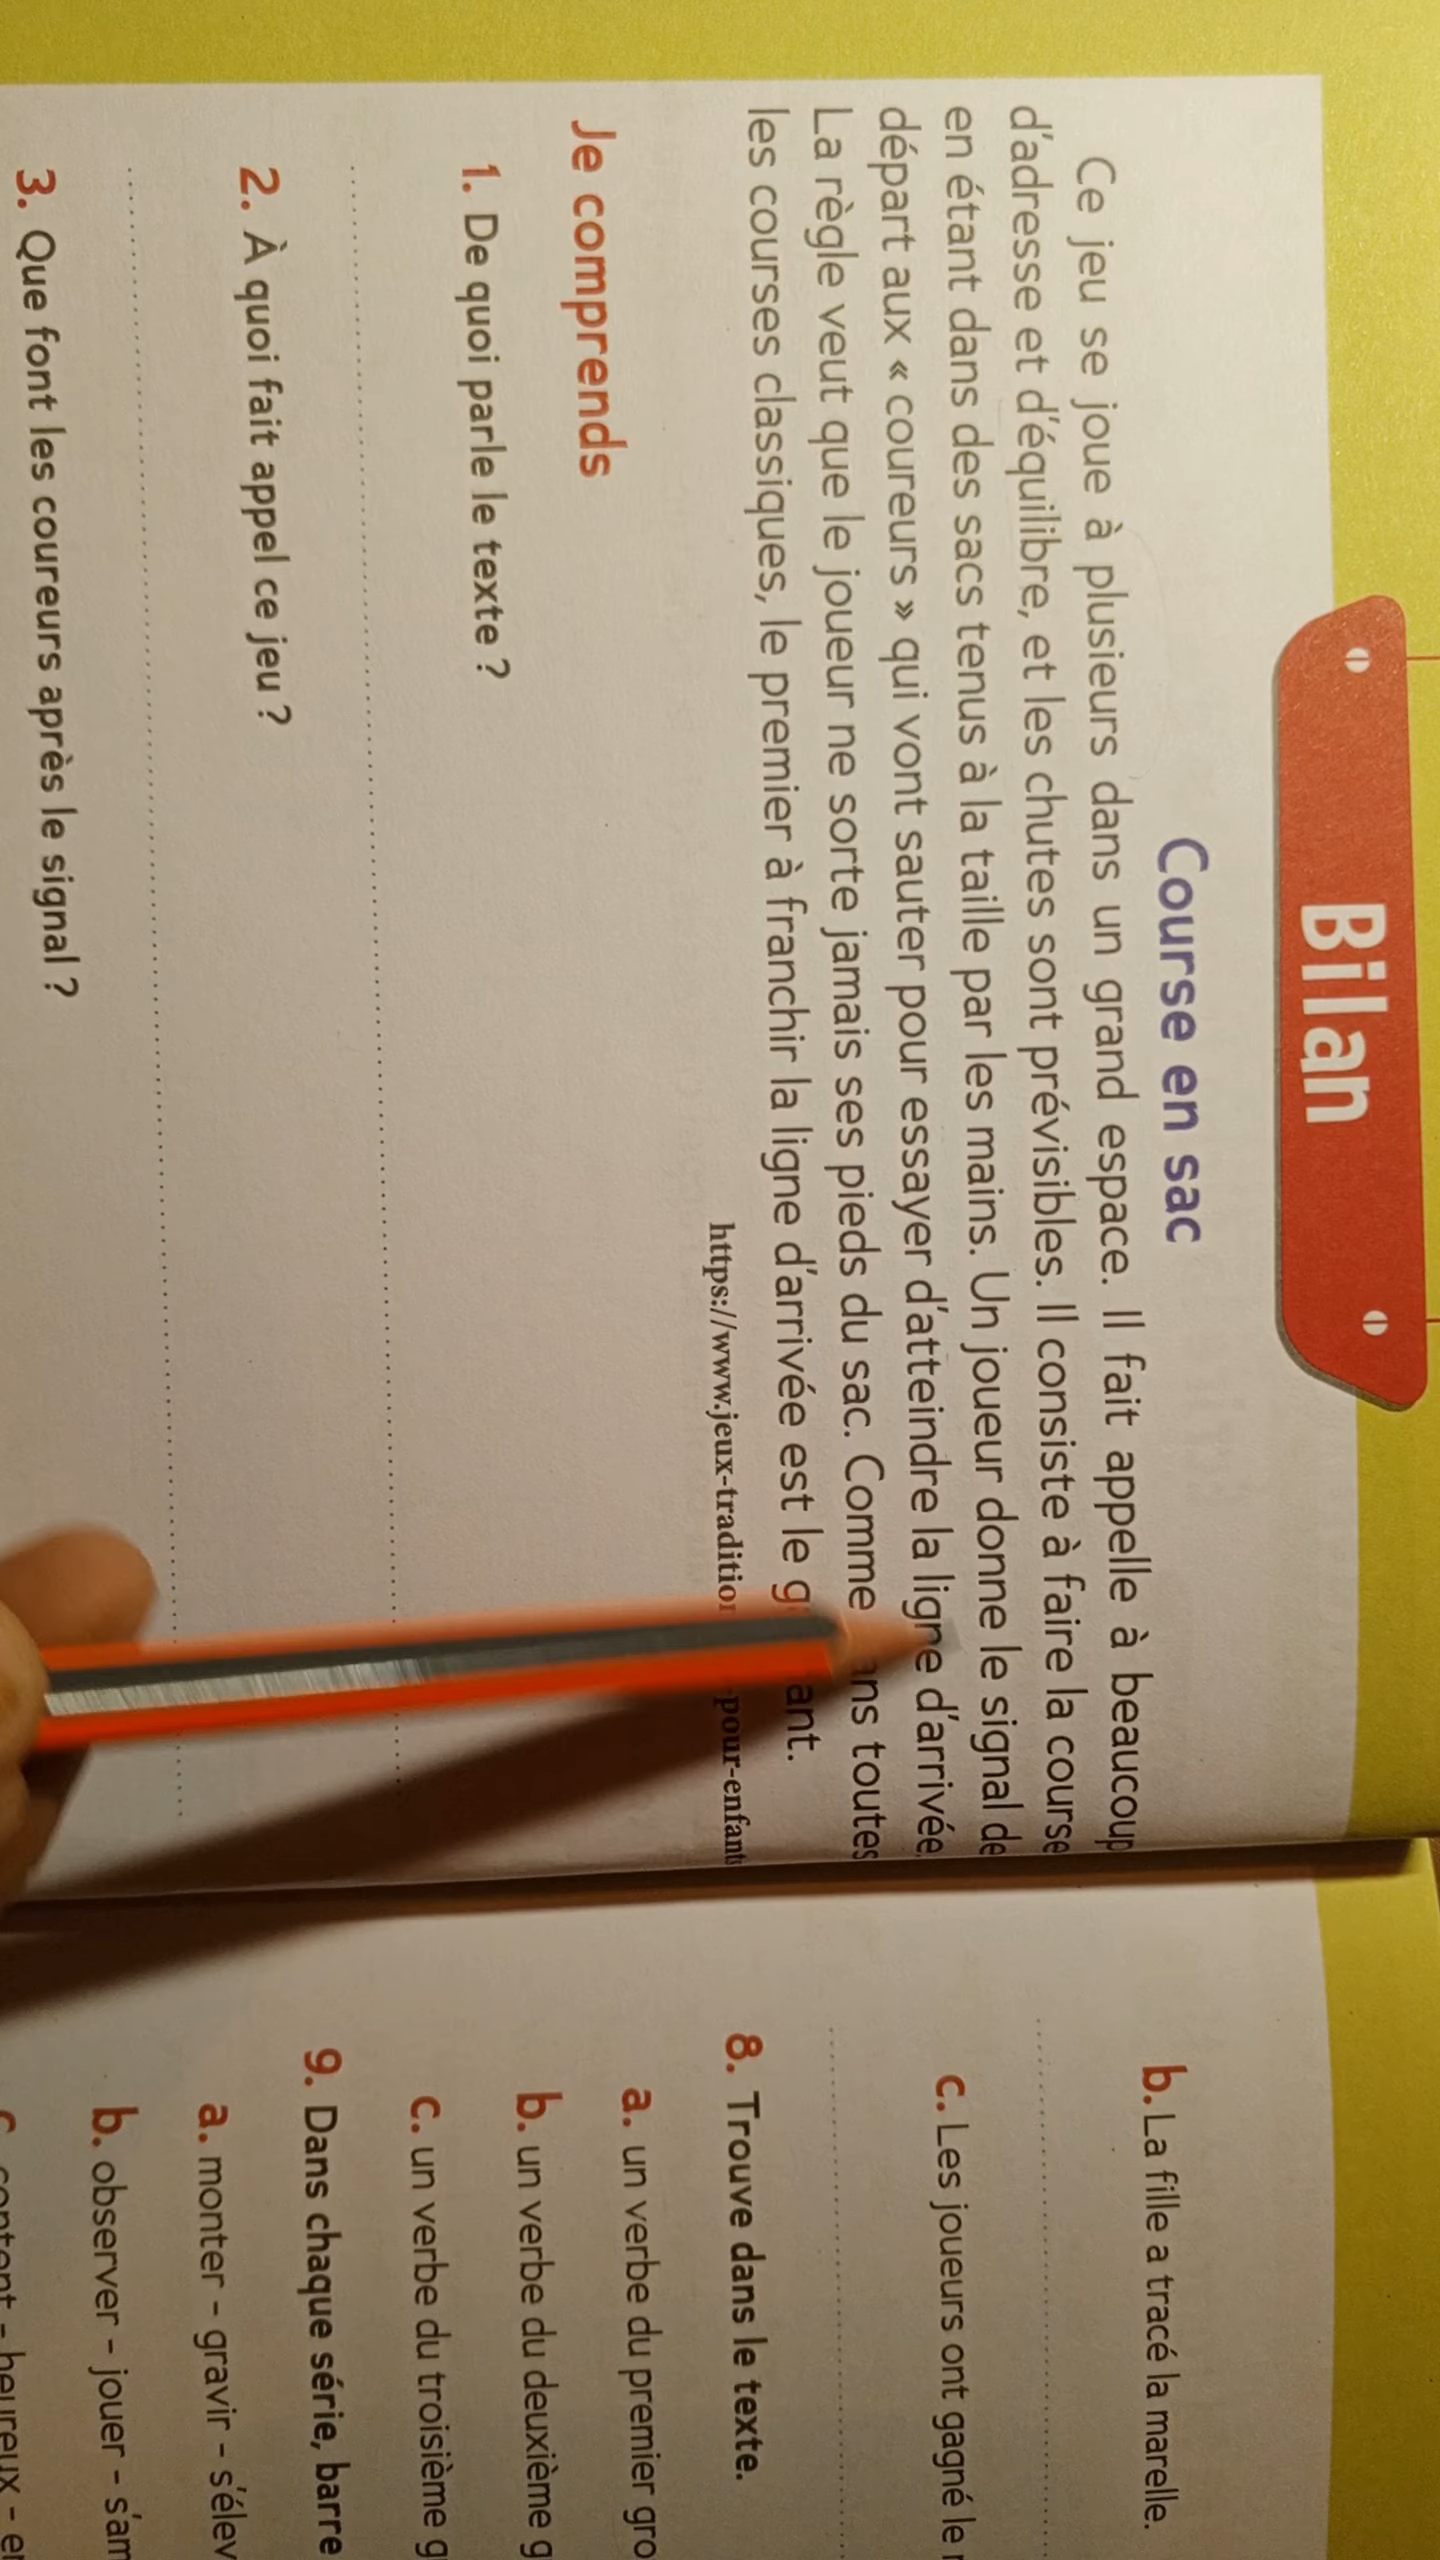 Bilan
Course en sac
Ce jeu se joue à plusieurs dans un grand espace. Il fait appelle à beaucoup
d'adresse et d'équilibre, et les chutes sont prévisibles. Il consiste à faire la course
en étant dans des sacs tenus à la taille par les mains. Un joueur donne le signal de
départ aux « coureurs » qui vont sauter pour essayer d'atteindre la ligne d'arrivée.
La règle veut que le joueur ne sorte jamais ses pieds du sac. Comme toutes
les courses classiques, le premier à franchir la ligne d'arrivée est le
https://www.jeux-tradition -pour-enfants
Je comprends
1. De quoi parle le texte ?
2. À quoi fait appel ce jeu ?
3. Que font les coureurs après le signal ?
b. La fille a tracé la marelle.
c. Les joueurs ont gagné le
8. Trouve dans le texte.
a. un verbe du premier gro
b. un verbe du deuxième g
c. un verbe du troisième g
9. Dans chaque série, barre
a. monter - gravir - s'élev
b. observer - jouer - s'am
heureux